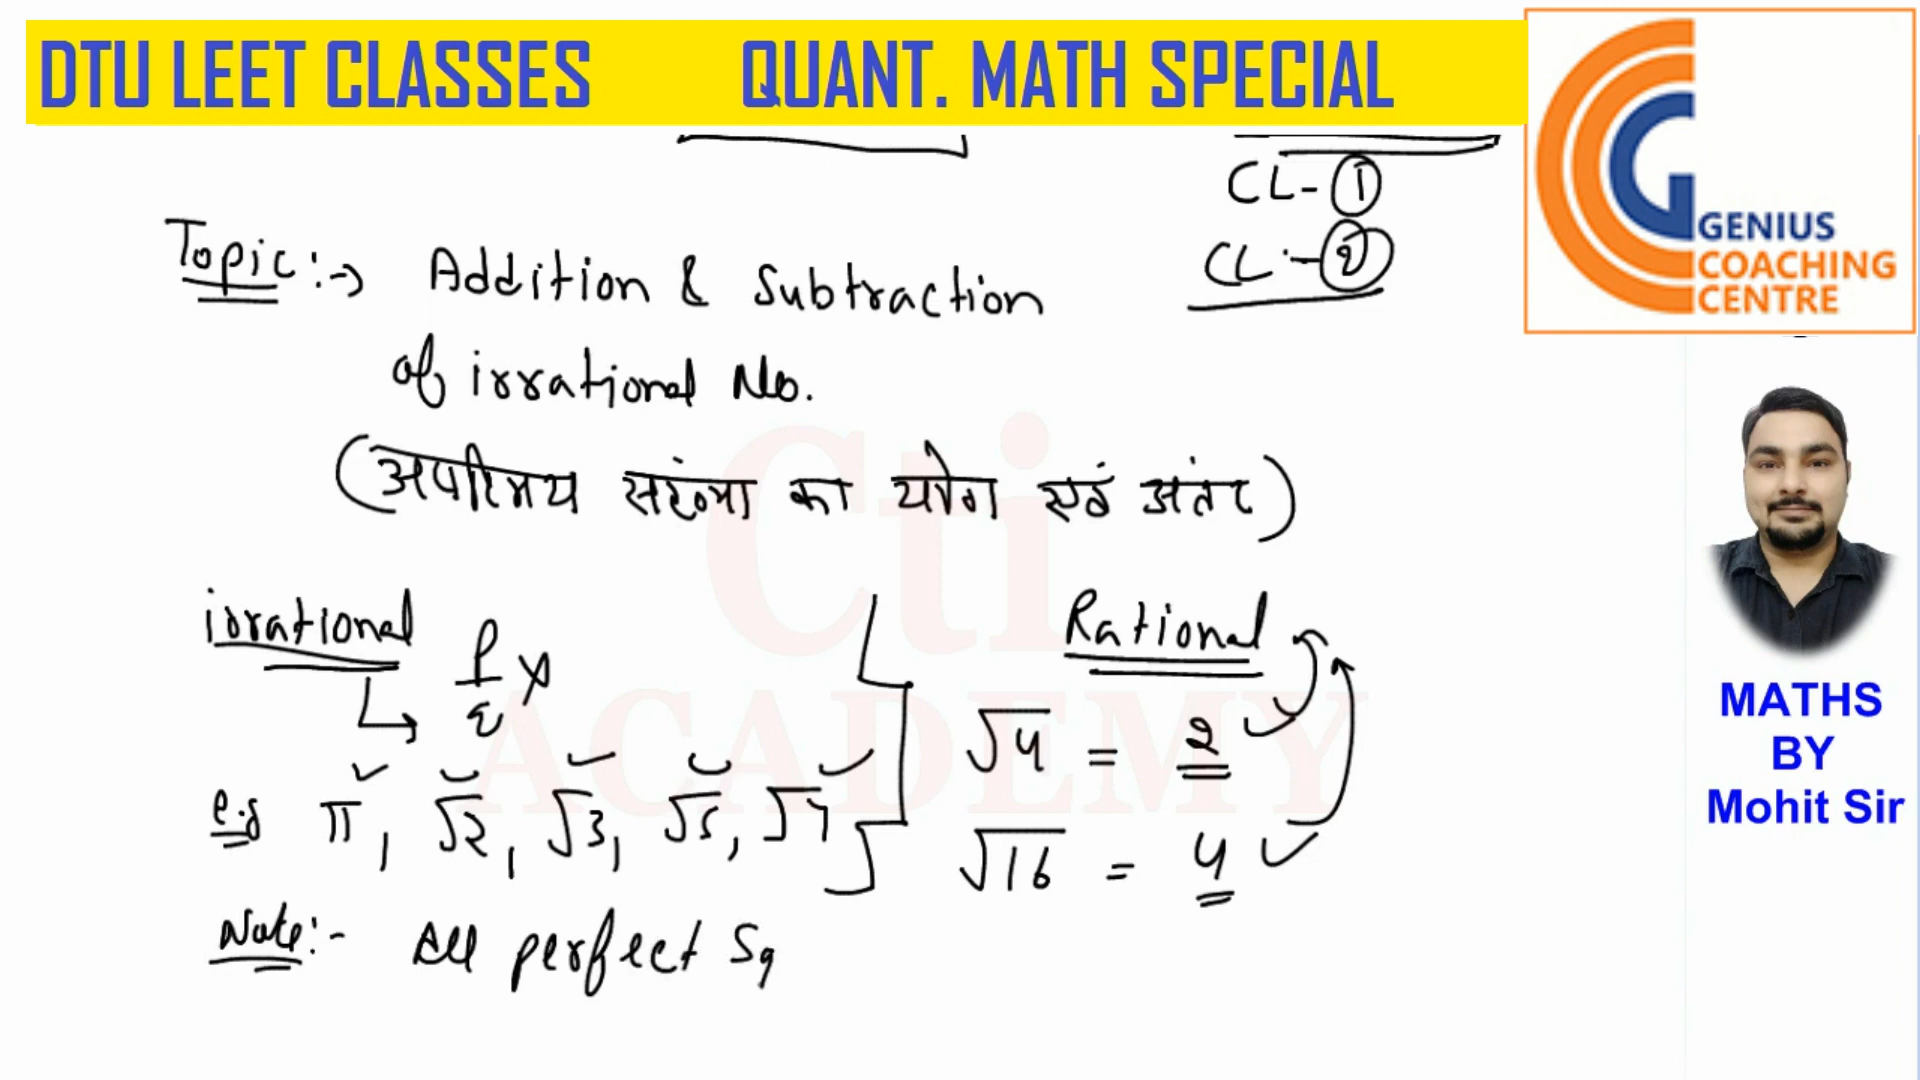 DTU LEET CLASSES QUANT. MATH SPECIAL
GENIUS
COACHING
CENTRE
CL-①
CL:-②
Topic:→ Addition & Subtraction
of irrational No.
(अपरिमेय संख्या का योग एवं अंतर)
irrational p/q ×
Rational
e.g π, √2, √3, √5, √7
√4 = 2
√16 = 4
Note:- All perfect Sq
Cti
ACADEMY
MATHS
BY
Mohit Sir